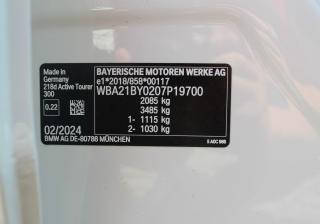 BAYERISCHE MOTOREN WERKE AG
Made in Germany
218d Active Tourer
300
e1*2018/858*00117
WBA21BY0207P19700
0.22
2085 kg
3485 kg
1- 1115 kg
2- 1030 kg
02/2024
BMW AG DE-80788 MÜNCHEN